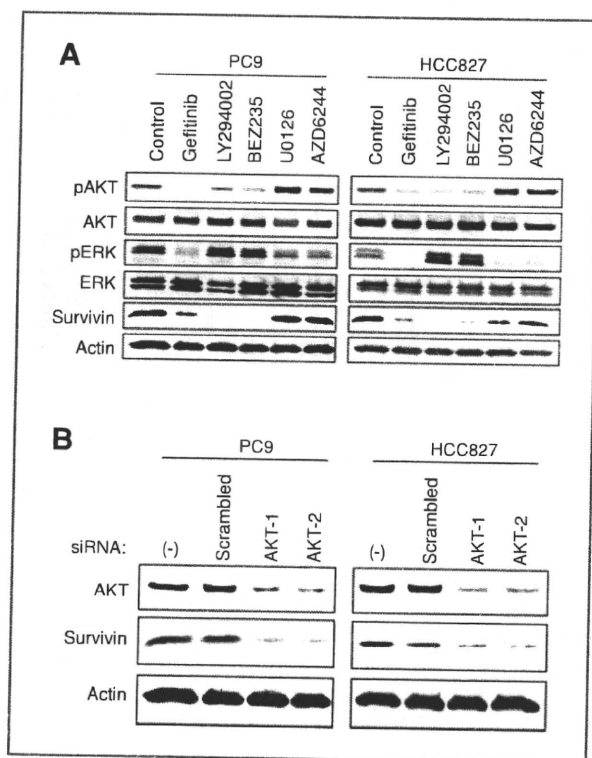 A
PC9 HCC827
Control Gefitinib LY294002 BEZ235 U0126 AZD6244 Control Gefitinib LY294002 BEZ235 U0126 AZD6244
pAKT
AKT
pERK
ERK
Survivin
Actin
B
PC9 HCC827
siRNA: (-) Scrambled AKT-1 AKT-2 (-) Scrambled AKT-1 AKT-2
AKT
Survivin
Actin